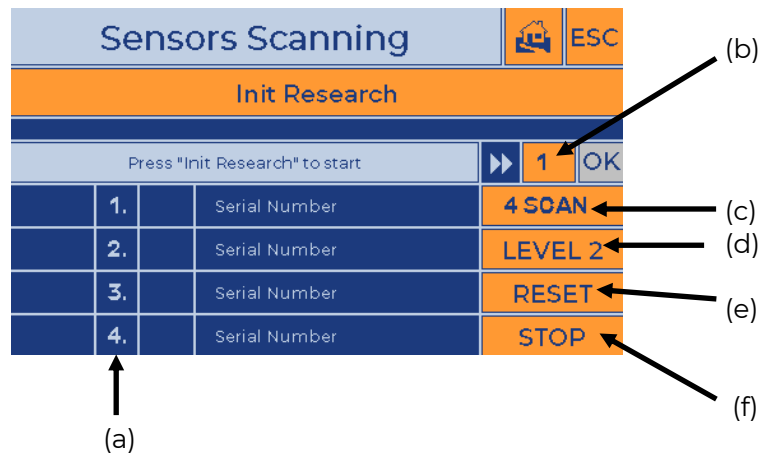 Sensors Scanning ESC
Init Research
(b)
Press "Init Research" to start 1 OK
1. Serial Number 4 SCAN
(c)
2. Serial Number LEVEL 2
(d)
3. Serial Number RESET
(e)
4. Serial Number STOP
(f)
(a)